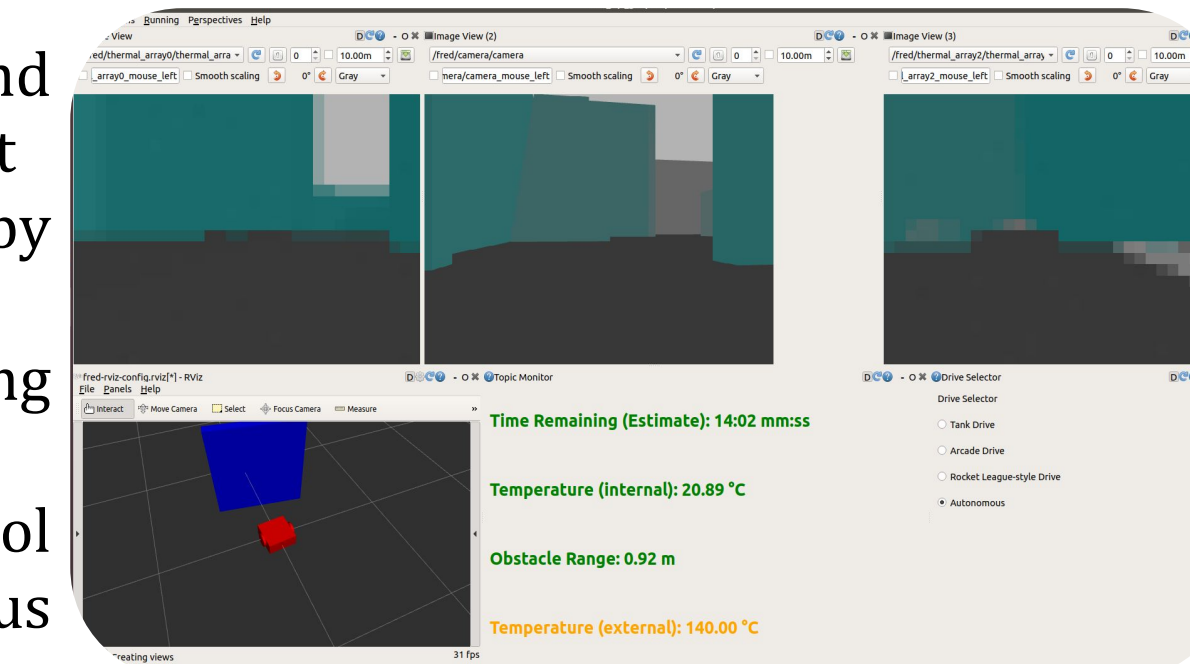 nd
t
by
ng
ol
us
Running Perspectives Help
View
/fred/thermal_array0/thermal_arra
0
10.00m
_array0_mouse_left
Smooth scaling
0°
Gray
D - O ✖ Image View (2)
/fred/camera/camera
0
10.00m
nera/camera_mouse_left
Smooth scaling
0°
Gray
D - O ✖ Image View (3)
/fred/thermal_array2/thermal_array
0
10.00m
l_array2_mouse_left
Smooth scaling
0°
Gray
fred-rviz-config.rviz[*] - RViz
File Panels Help
Interact Move Camera Select Focus Camera Measure »
Creating views
31 fps
D - O ✖ Topic Monitor
Time Remaining (Estimate): 14:02 mm:ss
Temperature (internal): 20.89 °C
Obstacle Range: 0.92 m
Temperature (external): 140.00 °C
D - O ✖ Drive Selector
Drive Selector
Tank Drive
Arcade Drive
Rocket League-style Drive
Autonomous